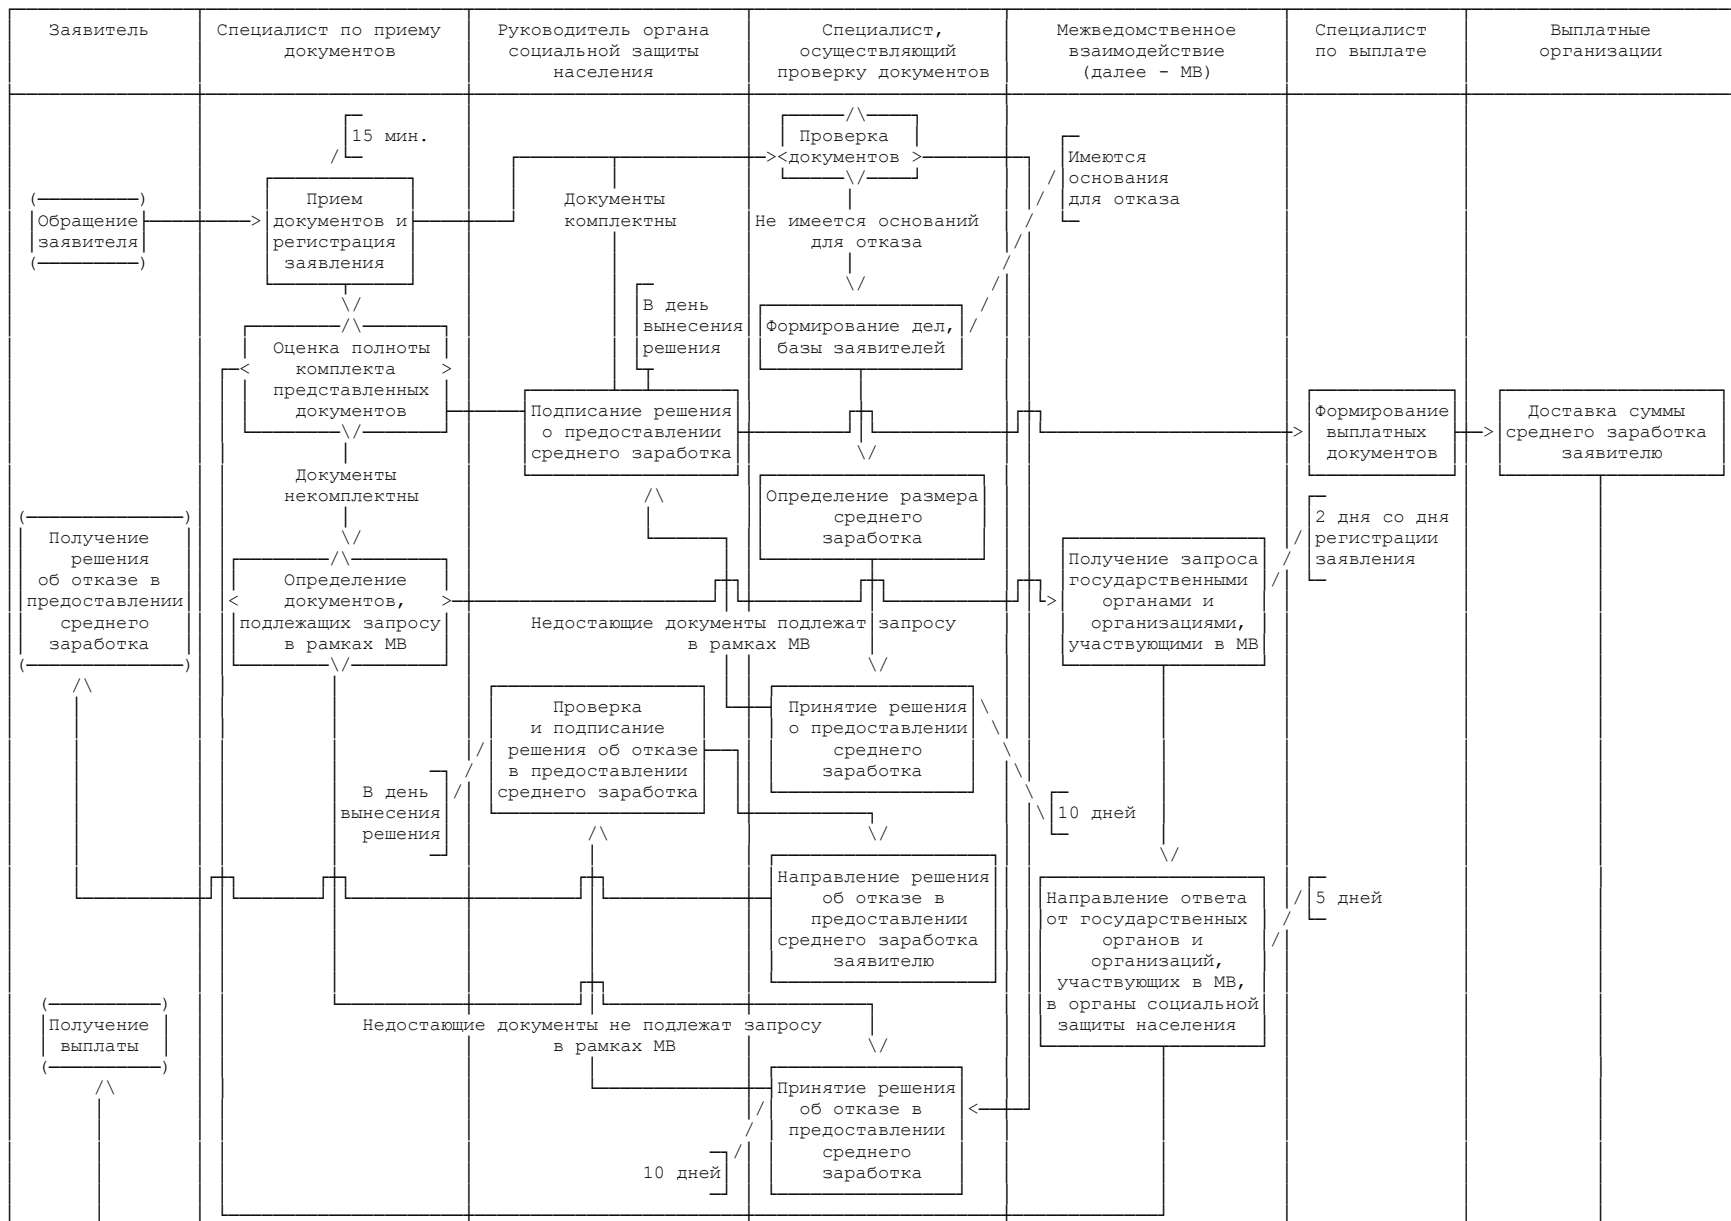 Заявитель
Специалист по приему
документов
Руководитель органа
социальной защиты
населения
Специалист,
осуществляющий
проверку документов
Межведомственное
взаимодействие
(далее - МВ)
Специалист
по выплате
Выплатные
организации
15 мин.
Проверка
документов
Имеются
основания
для отказа
Обращение
заявителя
Прием
документов и
регистрация
заявления
Документы
комплектны
Не имеется оснований
для отказа
В день
вынесения
решения
Формирование дел,
базы заявителей
Оценка полноты
комплекта
представленных
документов
Подписание решения
о предоставлении
среднего заработка
Формирование
выплатных
документов
Доставка суммы
среднего заработка
заявителю
Документы
некомплектны
Определение размера
среднего
заработка
2 дня со дня
регистрации
заявления
Получение
решения
об отказе в
предоставлении
среднего
заработка
Определение
документов,
подлежащих запросу
в рамках МВ
Недостающие документы подлежат запросу
в рамках МВ
Получение запроса
государственными
органами и
организациями,
участвующими в МВ
Проверка
и подписание
решения об отказе
в предоставлении
среднего заработка
Принятие решения
о предоставлении
среднего
заработка
В день
вынесения
решения
10 дней
Направление решения
об отказе в
предоставлении
среднего заработка
заявителю
Направление ответа
от государственных
органов и
организаций,
участвующих в МВ,
в органы социальной
защиты населения
5 дней
Получение
выплаты
Недостающие документы не подлежат запросу
в рамках МВ
Принятие решения
об отказе в
предоставлении
среднего
заработка
10 дней